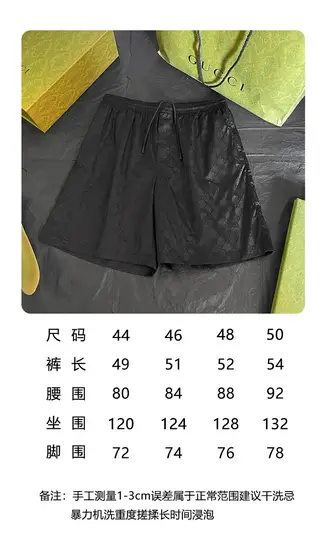 GUCCI
尺码 44 46 48 50
裤长 49 51 52 54
腰围 80 84 88 92
坐围 120 124 128 132
脚围 72 74 76 78
备注：手工测量1-3cm误差属于正常范围建议干洗忌
暴力机洗重度搓揉长时间浸泡